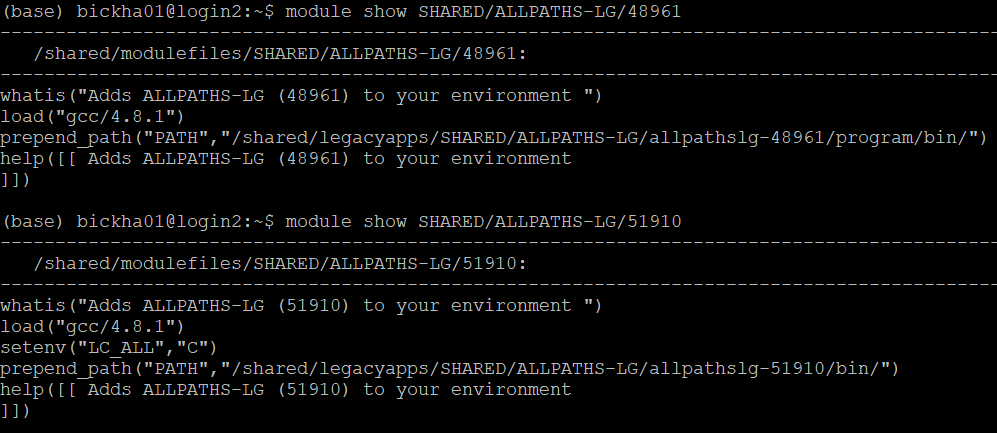 (base) bickha01@login2:~$ module show SHARED/ALLPATHS-LG/48961
---------------------------------------------------------------------------------------------
   /shared/modulefiles/SHARED/ALLPATHS-LG/48961:
---------------------------------------------------------------------------------------------
whatis("Adds ALLPATHS-LG (48961) to your environment ")
load("gcc/4.8.1")
prepend_path("PATH","/shared/legacyapps/SHARED/ALLPATHS-LG/allpathslg-48961/program/bin/")
help([[ Adds ALLPATHS-LG (48961) to your environment
]])

(base) bickha01@login2:~$ module show SHARED/ALLPATHS-LG/51910
---------------------------------------------------------------------------------------------
   /shared/modulefiles/SHARED/ALLPATHS-LG/51910:
---------------------------------------------------------------------------------------------
whatis("Adds ALLPATHS-LG (51910) to your environment ")
load("gcc/4.8.1")
setenv("LC_ALL","C")
prepend_path("PATH","/shared/legacyapps/SHARED/ALLPATHS-LG/allpathslg-51910/bin/")
help([[ Adds ALLPATHS-LG (51910) to your environment
]])